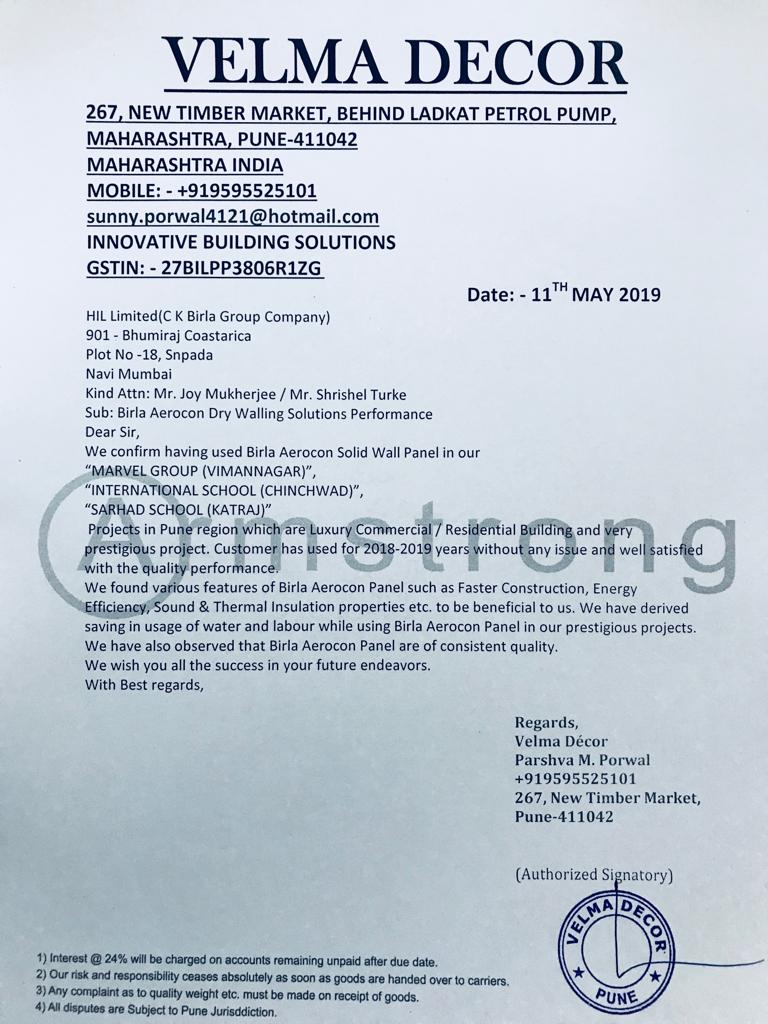 VELMA DECOR
267, NEW TIMBER MARKET, BEHIND LADKAT PETROL PUMP,
MAHARASHTRA, PUNE-411042
MAHARASHTRA INDIA
MOBILE: - +919595525101
sunny.porwal4121@hotmail.com
INNOVATIVE BUILDING SOLUTIONS
GSTIN: - 27BILPP3806R1ZG
Date: - 11TH MAY 2019
HIL Limited(C K Birla Group Company)
901 - Bhumiraj Coastarica
Plot No -18, Snpada
Navi Mumbai
Kind Attn: Mr. Joy Mukherjee / Mr. Shrishel Turke
Sub: Birla Aerocon Dry Walling Solutions Performance
Dear Sir,
We confirm having used Birla Aerocon Solid Wall Panel in our
“MARVEL GROUP (VIMANNAGAR)”,
“INTERNATIONAL SCHOOL (CHINCHWAD)”,
“SARHAD SCHOOL (KATRAJ)”
Projects in Pune region which are Luxury Commercial / Residential Building and very
prestigious project. Customer has used for 2018-2019 years without any issue and well satisfied
with the quality performance.
Armstrong
We found various features of Birla Aerocon Panel such as Faster Construction, Energy
Efficiency, Sound & Thermal Insulation properties etc. to be beneficial to us. We have derived
saving in usage of water and labour while using Birla Aerocon Panel in our prestigious projects.
We have also observed that Birla Aerocon Panel are of consistent quality.
We wish you all the success in your future endeavors.
With Best regards,
Regards,
Velma Décor
Parshva M. Porwal
+919595525101
267, New Timber Market,
Pune-411042
(Authorized Signatory)
VELMA DECOR
PUNE
1) Interest @ 24% will be charged on accounts remaining unpaid after due date.
2) Our risk and responsibility ceases absolutely as soon as goods are handed over to carriers.
3) Any complaint as to quality weight etc. must be made on receipt of goods.
4) All disputes are Subject to Pune Jurisddiction.